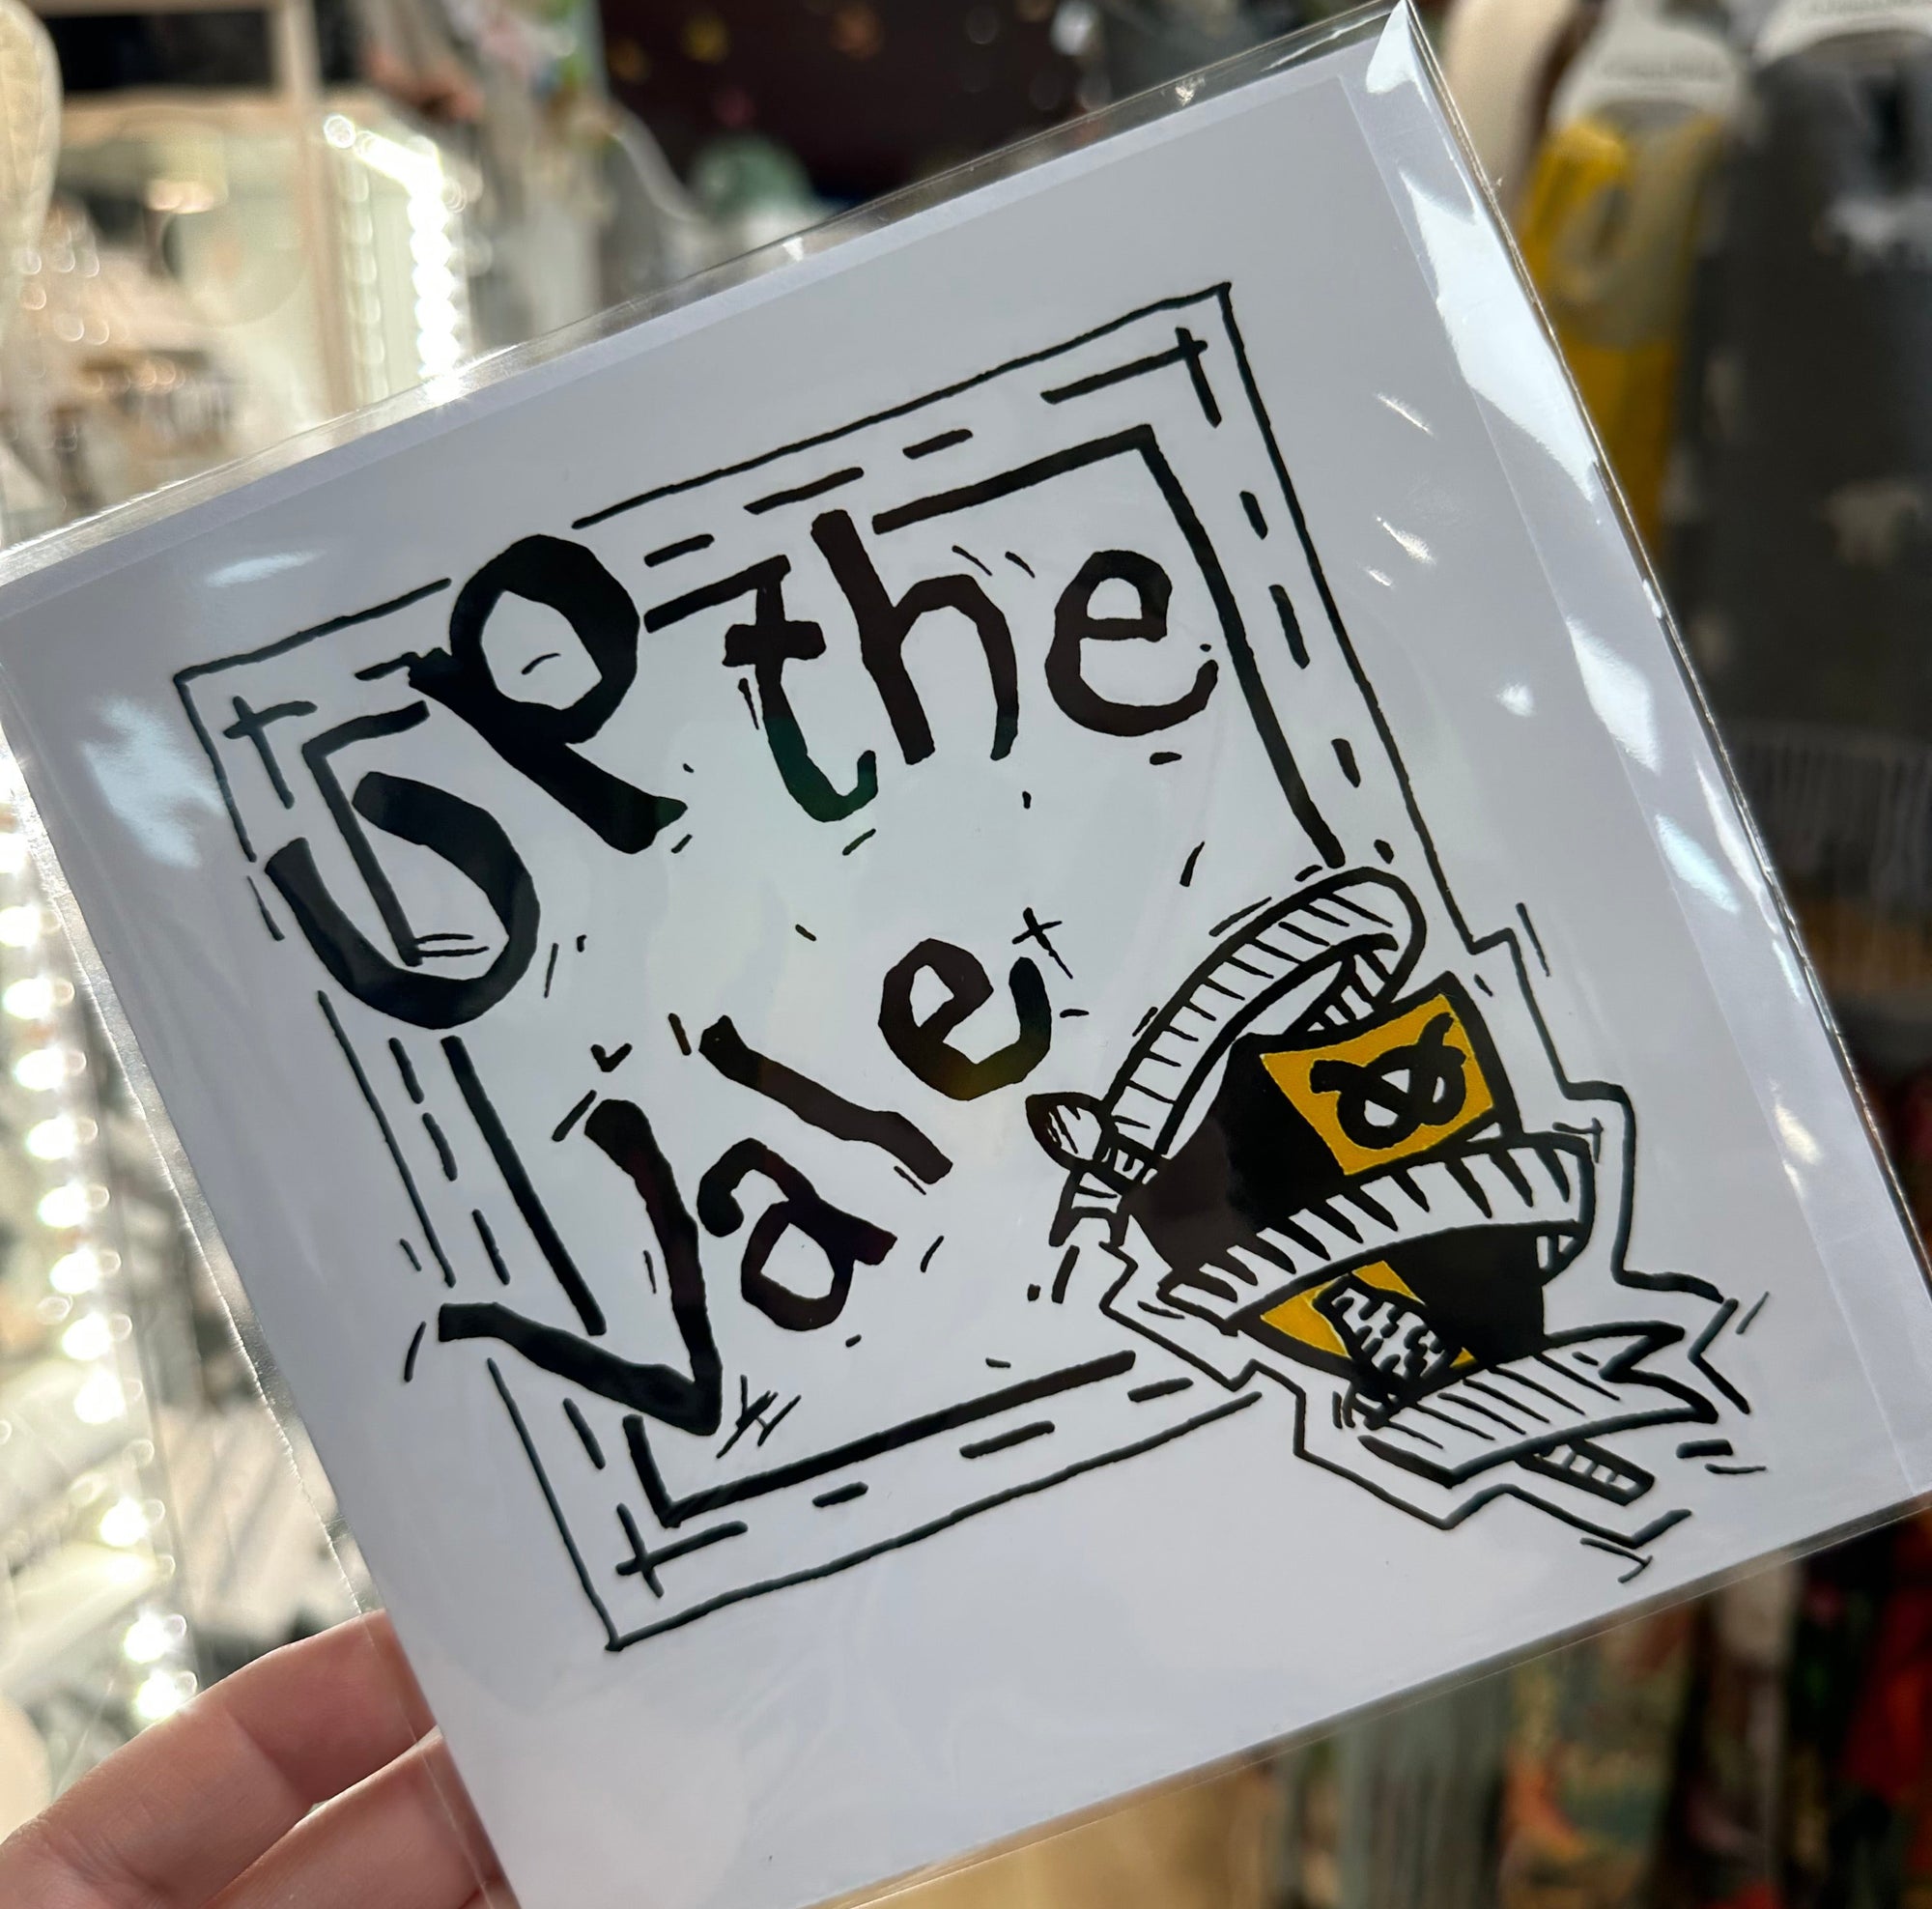 UP the
Vale